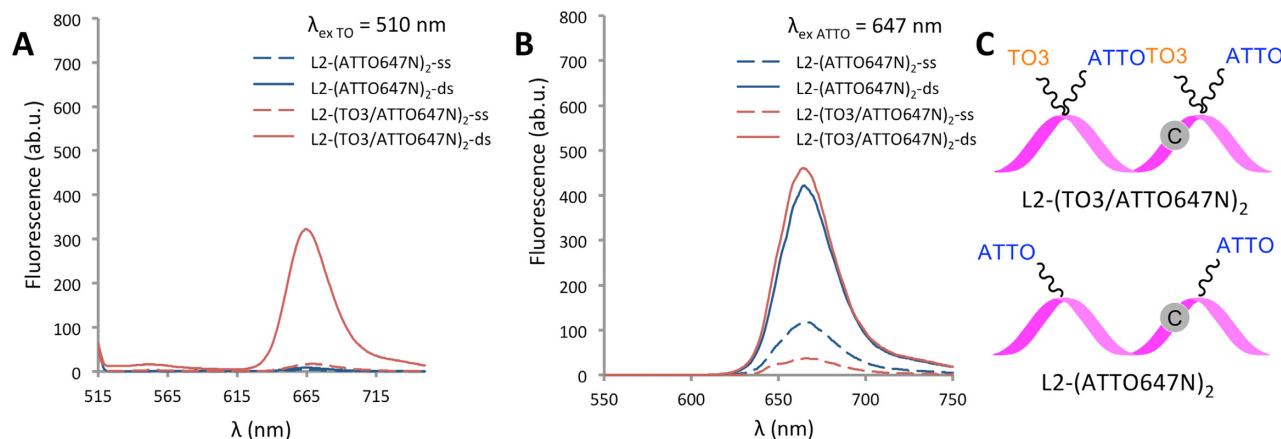 A
λex TO = 510 nm
L2-(ATTO647N)2-ss
L2-(ATTO647N)2-ds
L2-(TO3/ATTO647N)2-ss
L2-(TO3/ATTO647N)2-ds
Fluorescence (ab.u.)
800
700
600
500
400
300
200
100
0
515
565
615
665
715
λ (nm)
B
λex ATTO = 647 nm
L2-(ATTO647N)2-ss
L2-(ATTO647N)2-ds
L2-(TO3/ATTO647N)2-ss
L2-(TO3/ATTO647N)2-ds
Fluorescence (ab.u.)
800
700
600
500
400
300
200
100
0
550
600
650
700
750
λ (nm)
C
TO3 ATTO TO3 ATTO
C
L2-(TO3/ATTO647N)2
ATTO ATTO
C
L2-(ATTO647N)2